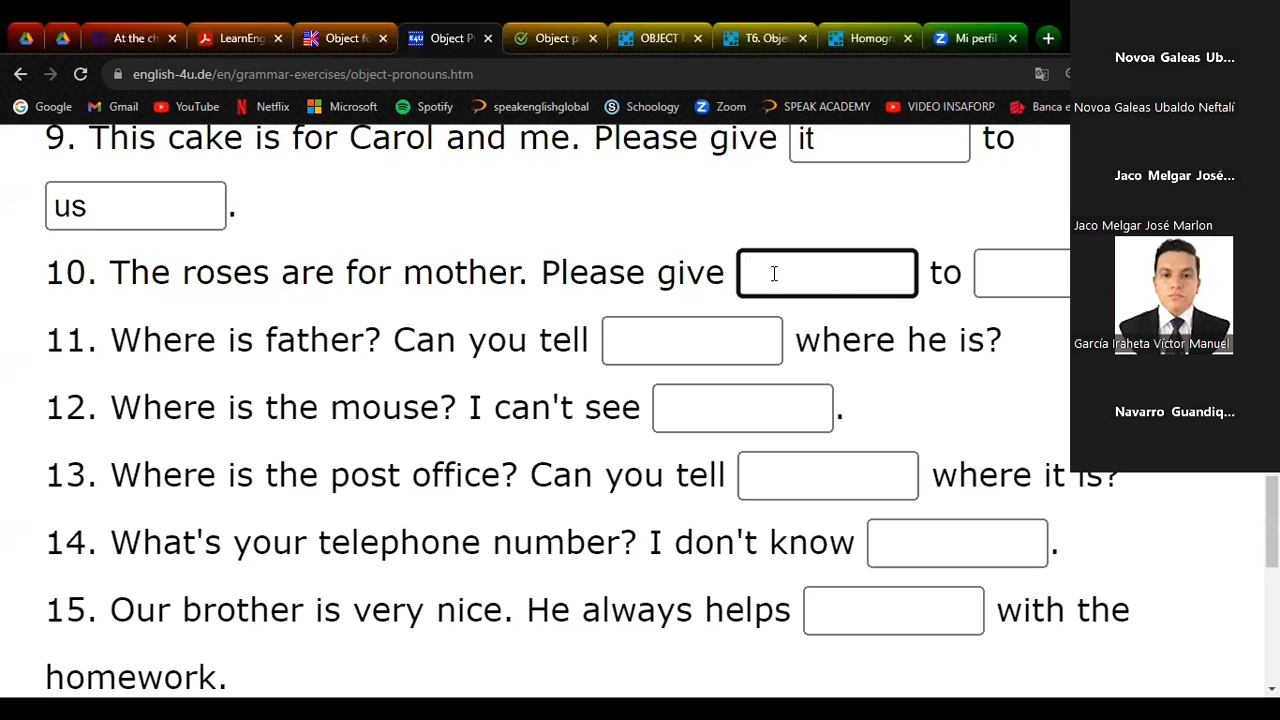 At the ch
LearnEng
Object fo
Object P
Object p
OBJECT
T6. Obje
Homogr
Mi perfil
english-4u.de/en/grammar-exercises/object-pronouns.htm
Google Gmail YouTube Netflix Microsoft Spotify speakenglishglobal Schoology Zoom SPEAK ACADEMY VIDEO INSAFORP Banca e
9. This cake is for Carol and me. Please give it to
us.
10. The roses are for mother. Please give to
11. Where is father? Can you tell where he is?
12. Where is the mouse? I can't see .
13. Where is the post office? Can you tell where it is?
14. What's your telephone number? I don't know .
15. Our brother is very nice. He always helps with the
homework.
Novoa Galeas Ub...
Novoa Galeas Ubaldo Neftalí
Jaco Melgar José...
Jaco Melgar José Marlon
García Iraheta Víctor Manuel
Navarro Guandiq...